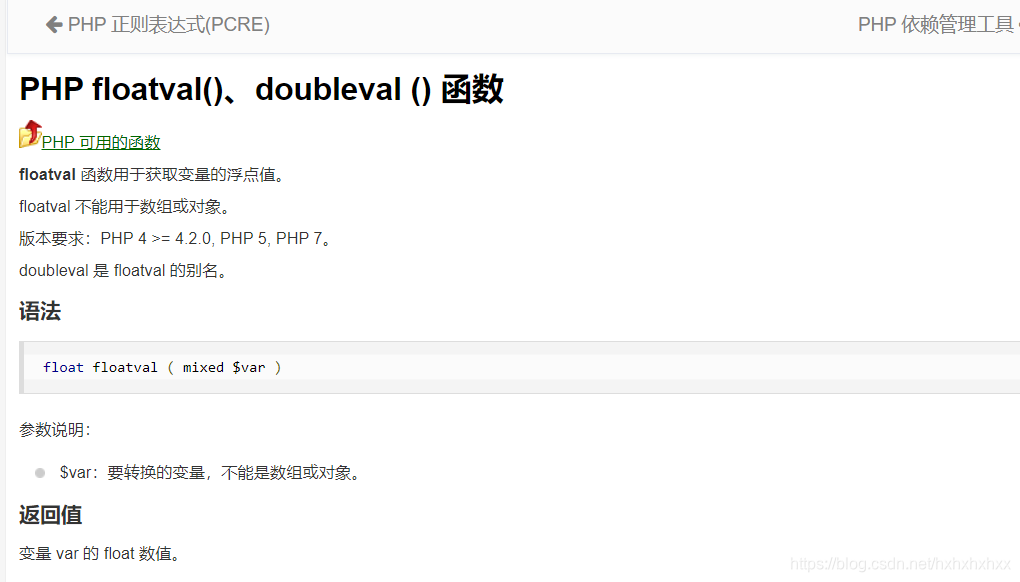 PHP 正则表达式(PCRE)
PHP 依赖管理工具
PHP floatval()、doubleval () 函数
PHP 可用的函数
floatval 函数用于获取变量的浮点值。
floatval 不能用于数组或对象。
版本要求：PHP 4 >= 4.2.0, PHP 5, PHP 7。
doubleval 是 floatval 的别名。
语法
float floatval ( mixed $var )
参数说明：
$var：要转换的变量，不能是数组或对象。
返回值
变量 var 的 float 数值。
https://blog.csdn.net/hxhxhxhxx